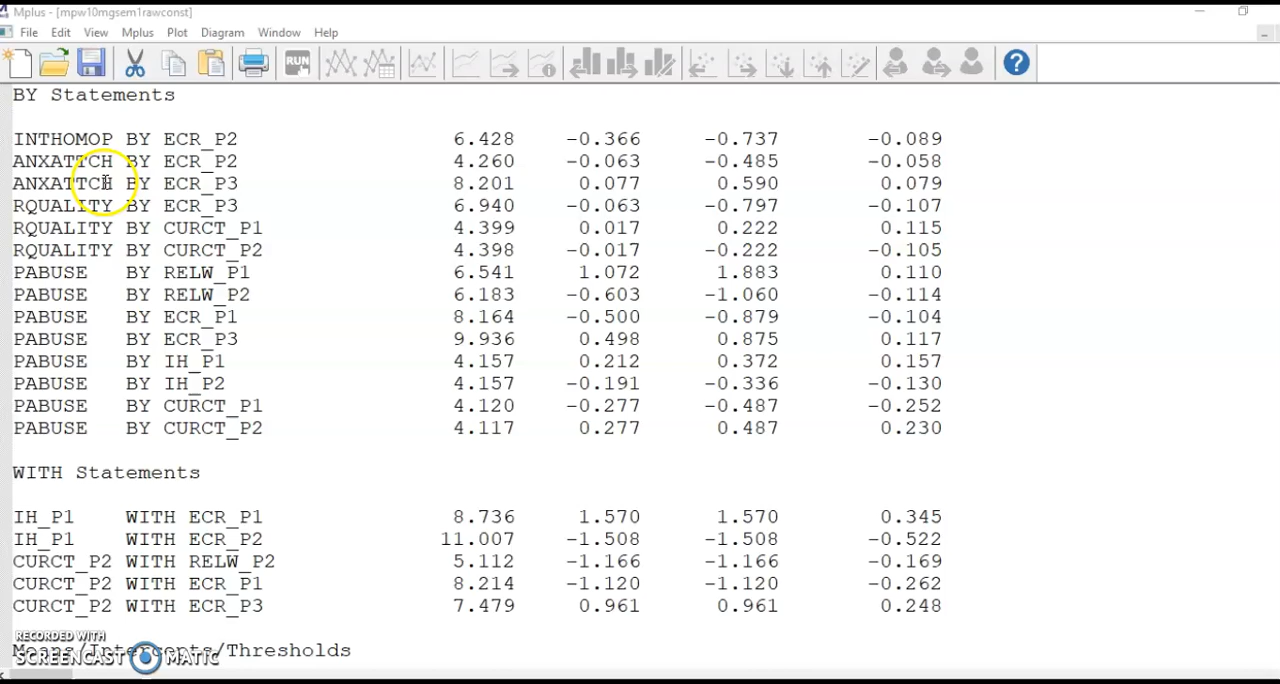 Mplus - [mpw10mgsem1rawconst]
File Edit View Mplus Plot Diagram Window Help
RUN
BY Statements
INTHOMOP BY ECR_P2 6.428 -0.366 -0.737 -0.089
ANXATTCH BY ECR_P2 4.260 -0.063 -0.485 -0.058
ANXATTCH BY ECR_P3 8.201 0.077 0.590 0.079
RQUALITY BY ECR_P3 6.940 -0.063 -0.797 -0.107
RQUALITY BY CURCT_P1 4.399 0.017 0.222 0.115
RQUALITY BY CURCT_P2 4.398 -0.017 -0.222 -0.105
PABUSE BY RELW_P1 6.541 1.072 1.883 0.110
PABUSE BY RELW_P2 6.183 -0.603 -1.060 -0.114
PABUSE BY ECR_P1 8.164 -0.500 -0.879 -0.104
PABUSE BY ECR_P3 9.936 0.498 0.875 0.117
PABUSE BY IH_P1 4.157 0.212 0.372 0.157
PABUSE BY IH_P2 4.157 -0.191 -0.336 -0.130
PABUSE BY CURCT_P1 4.120 -0.277 -0.487 -0.252
PABUSE BY CURCT_P2 4.117 0.277 0.487 0.230
WITH Statements
IH_P1 WITH ECR_P1 8.736 1.570 1.570 0.345
IH_P1 WITH ECR_P2 11.007 -1.508 -1.508 -0.522
CURCT_P2 WITH RELW_P2 5.112 -1.166 -1.166 -0.169
CURCT_P2 WITH ECR_P1 8.214 -1.120 -1.120 -0.262
CURCT_P2 WITH ECR_P3 7.479 0.961 0.961 0.248
RECORDED WITH
Means/Intercepts/Thresholds
SCREENCAST MATIC